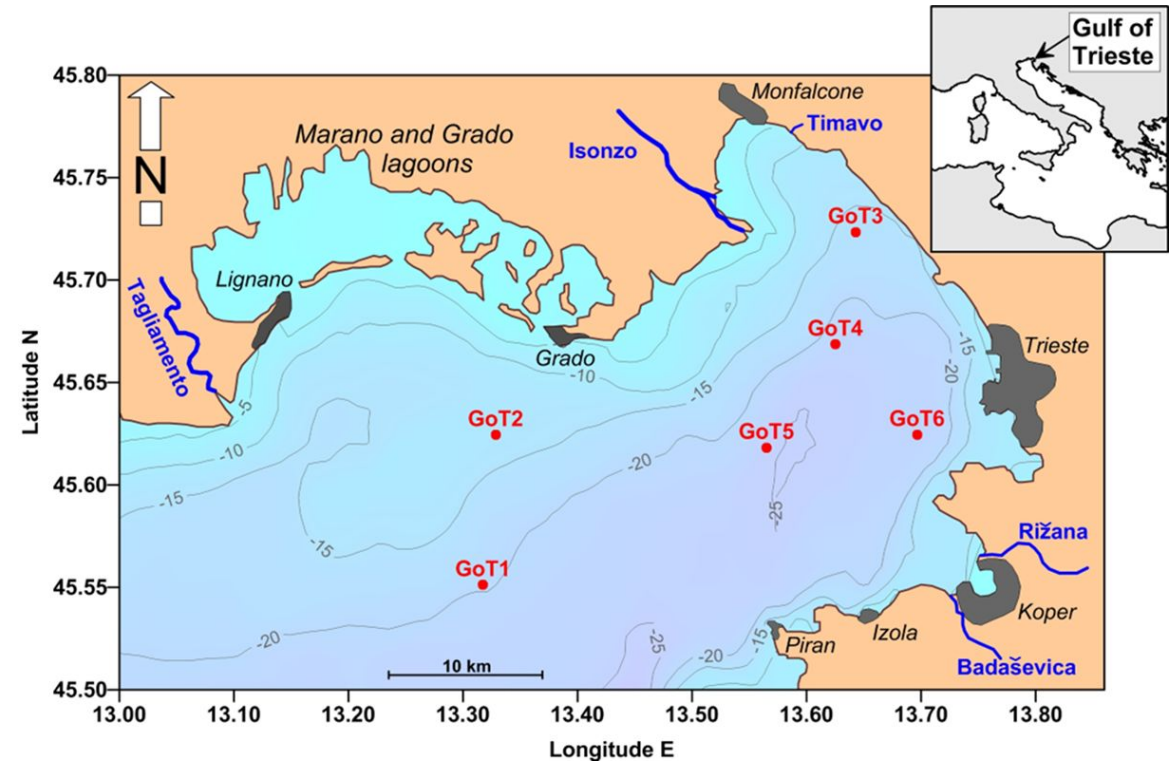 Gulf of
Trieste
45.80
45.75
45.70
45.65
45.60
45.55
45.50
Latitude N
N
Marano and Grado
lagoons
Monfalcone
Timavo
Isonzo
GoT3
Lignano
Tagliamento
Grado
GoT4
Trieste
-5
-10
-15
-10
-15
-15
-20
GoT2
GoT5
GoT6
-20
-25
-15
GoT1
Rižana
Koper
Izola
Piran
Badaševica
-20
-25
-20
-15
10 km
13.00
13.10
13.20
13.30
13.40
13.50
13.60
13.70
13.80
Longitude E